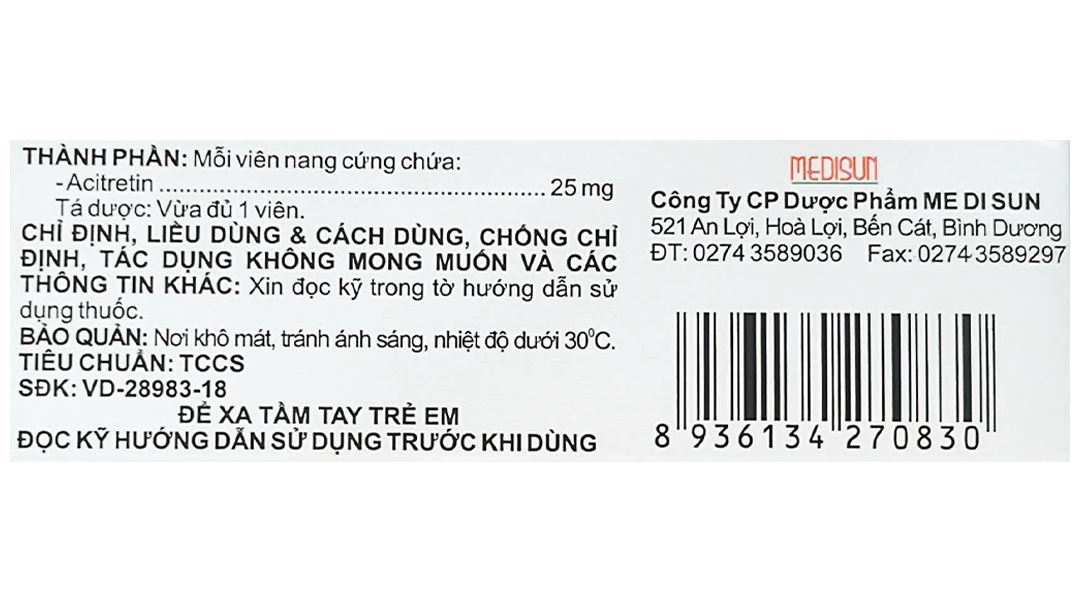 THÀNH PHẦN: Mỗi viên nang cứng chứa:
-Acitretin ........................................................ 25 mg
Tá dược: Vừa đủ 1 viên.
CHỈ ĐỊNH, LIỀU DÙNG & CÁCH DÙNG, CHỐNG CHỈ
ĐỊNH, TÁC DỤNG KHÔNG MONG MUỐN VÀ CÁC
THÔNG TIN KHÁC: Xin đọc kỹ trong tờ hướng dẫn sử
dụng thuốc.
BẢO QUẢN: Nơi khô mát, tránh ánh sáng, nhiệt độ dưới 30⁰C.
TIÊU CHUẨN: TCCS
SĐK: VD-28983-18
ĐỂ XA TẦM TAY TRẺ EM
ĐỌC KỸ HƯỚNG DẪN SỬ DỤNG TRƯỚC KHI DÙNG
MEDISUN
Công Ty CP Dược Phẩm ME DI SUN
521 An Lợi, Hoà Lợi, Bến Cát, Bình Dương
ĐT: 0274 3589036 Fax: 0274 3589297
8 936134 270830